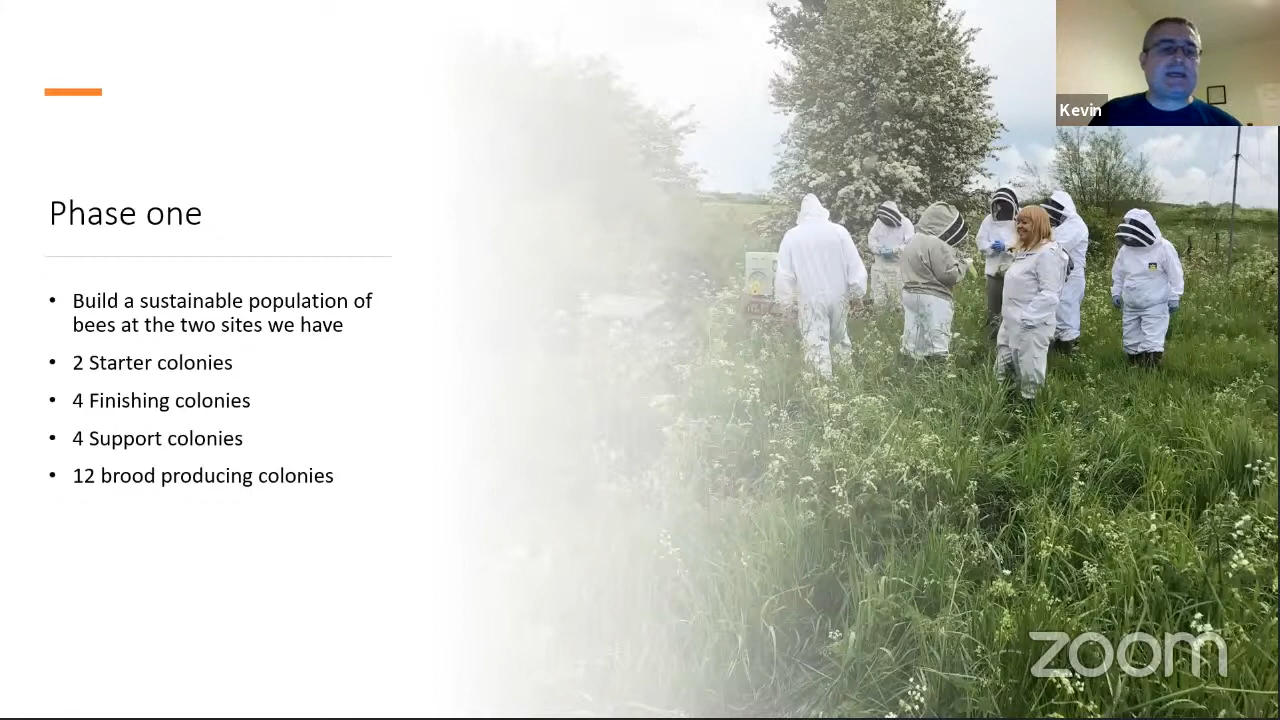 Kevin
Phase one
• Build a sustainable population of
bees at the two sites we have
• 2 Starter colonies
• 4 Finishing colonies
• 4 Support colonies
• 12 brood producing colonies
zoom